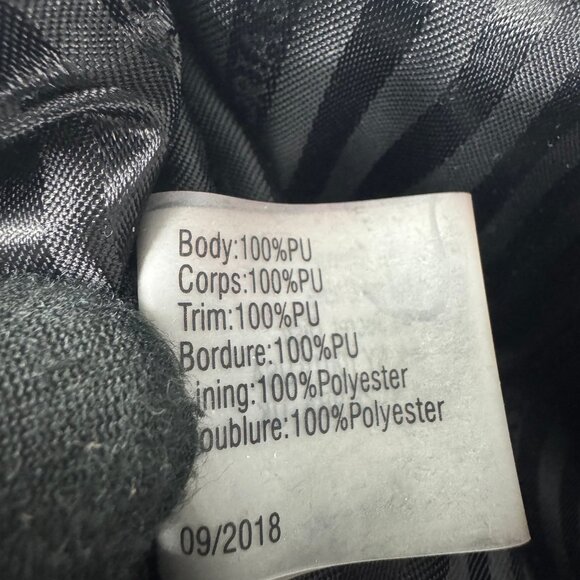 Body:100%PU
Corps:100%PU
Trim:100%PU
Bordure:100%PU
ining:100%Polyester
oublure:100%Polyester
09/2018